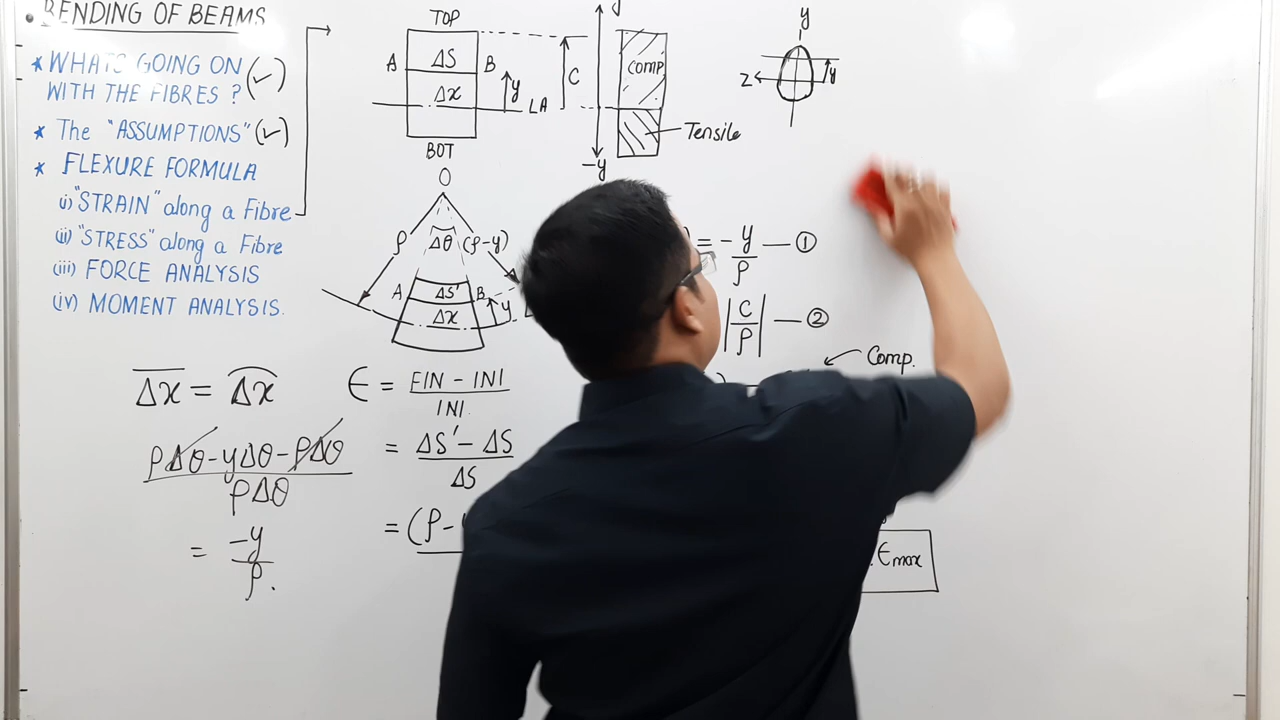 BENDING OF BEAMS
* WHATS GOING ON
WITH THE FIBRES ? (✓)
* The "ASSUMPTIONS" (✓)
* FLEXURE FORMULA
i) "STRAIN" along a Fibre
ii) "STRESS" along a Fibre
(iii) FORCE ANALYSIS
(iv) MOMENT ANALYSIS.
TOP
A ΔS B
Δx
y
LA
BOT
C
y
Comp
Tensile
-y
y
z
y
O
ρ Δθ (ρ-y)
A ΔS' B
Δx
y
= -y/ρ — ①
|C/ρ| — ②
Comp.
Δx = Δx
ρΔθ - yΔθ - ρΔθ
ρΔθ
= -y/ρ.
ϵ = FIN - INI
INI.
= ΔS' - ΔS
ΔS
= (ρ-
. ϵmax